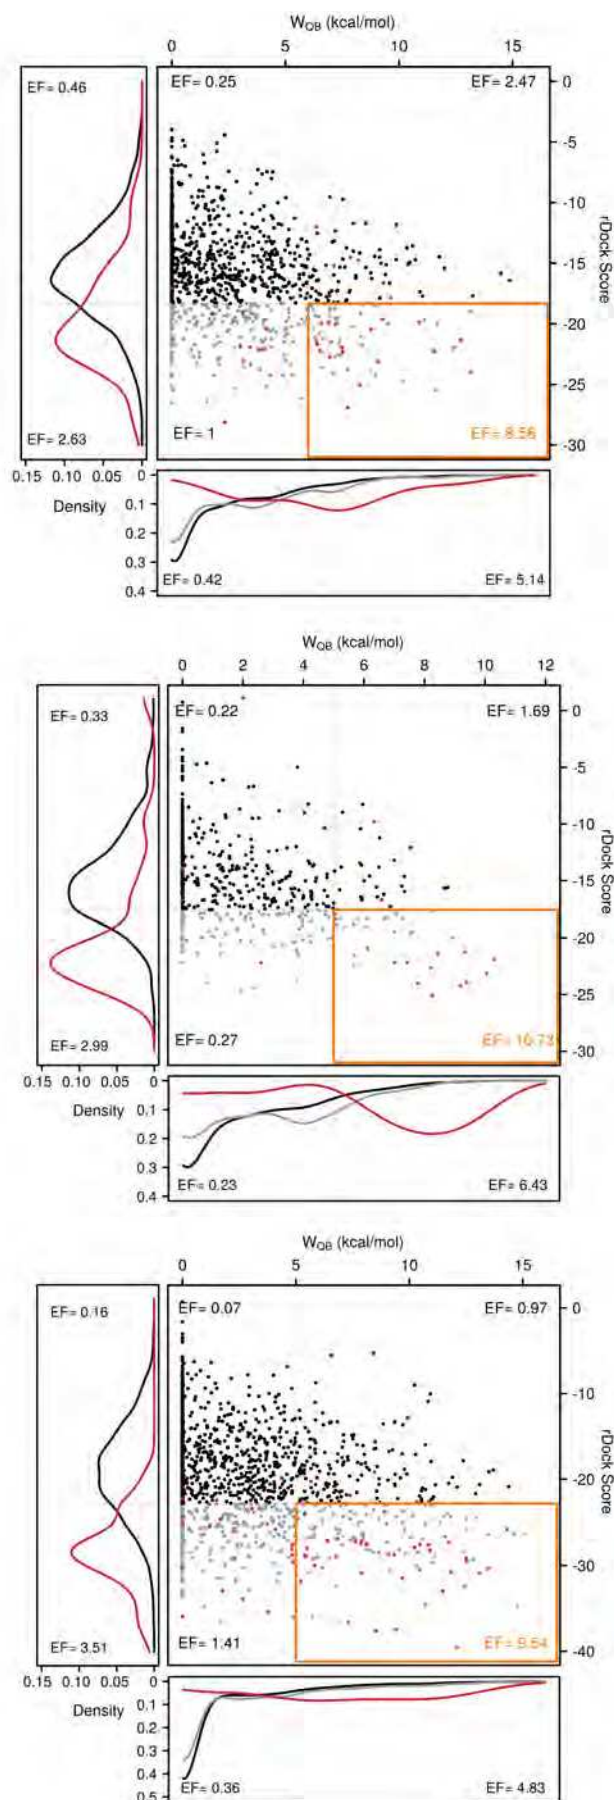 W_QB (kcal/mol)
0 5 10 15
EF= 0.46
EF= 0.25 EF= 2.47
0
-5
-10
-15
-20
-25
-30
rDock Score
EF= 2.63
EF= 1 EF= 8.56
0.15 0.10 0.05 0
Density
0
0.1
0.2
0.3
0.4
EF= 0.42 EF= 5.14
W_QB (kcal/mol)
0 2 4 6 8 10 12
EF= 0.33
EF= 0.22 EF= 1.69
0
-5
-10
-15
-20
-25
-30
rDock Score
EF= 2.99
EF= 0.27 EF= 10.73
0.15 0.10 0.05 0
Density
0
0.1
0.2
0.3
0.4
EF= 0.23 EF= 6.43
W_QB (kcal/mol)
0 5 10 15
EF= 0.16
EF= 0.07 EF= 0.97
0
-10
-20
-30
-40
rDock Score
EF= 3.51
EF= 1.41 EF= 9.54
0.15 0.10 0.05 0
Density
0
0.1
0.2
0.3
0.4
0.5
EF= 0.36 EF= 4.83